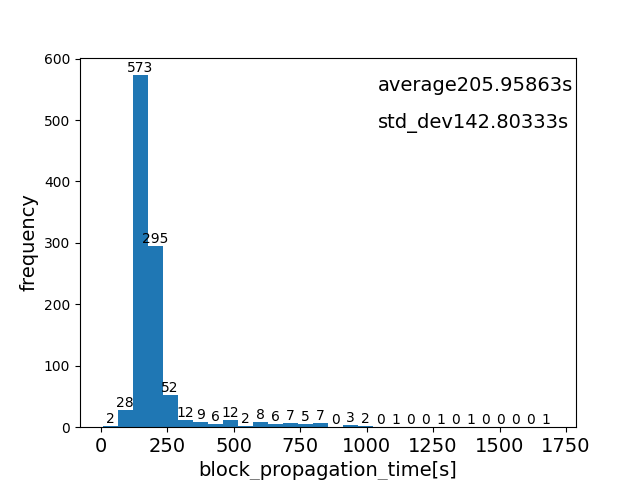 600
573
average205.95863s
500
std_dev142.80333s
400
frequency
300
295
200
100
52
2 28 12 9 6 12 2 8 6 7 5 7 0 3 2 0 1 0 0 1 0 1 0 0 0 0 1
0
0 250 500 750 1000 1250 1500 1750
block_propagation_time[s]